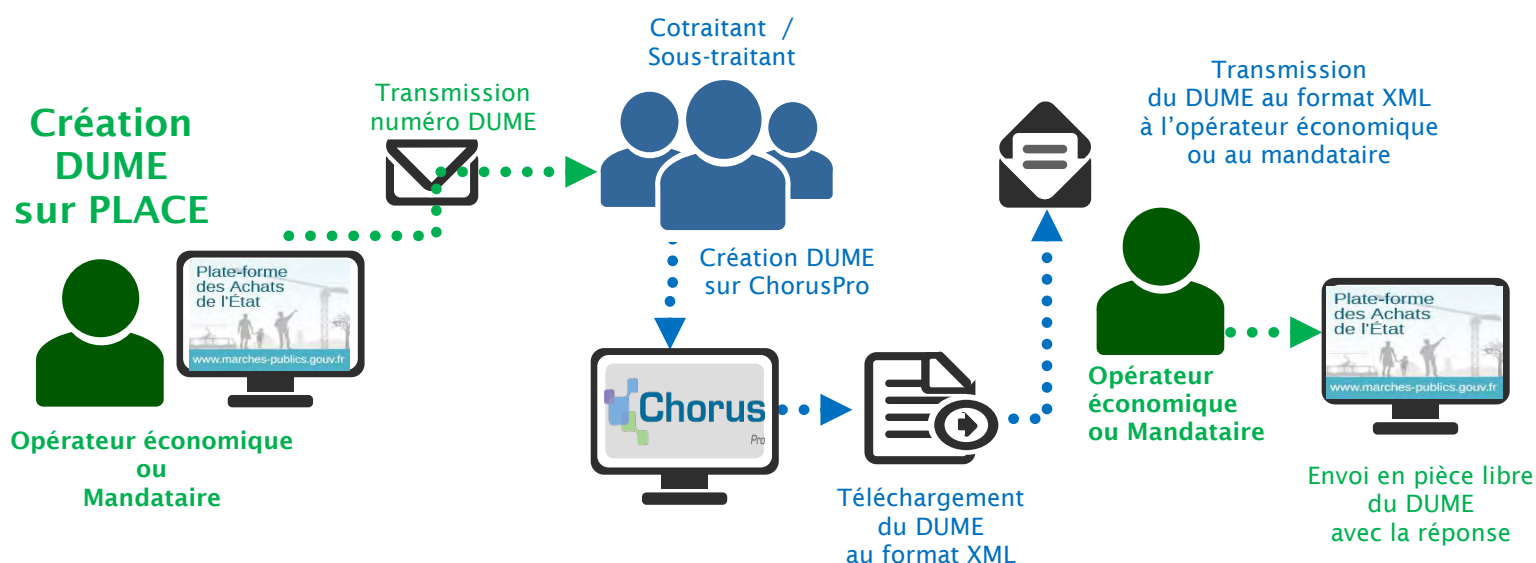 Création
DUME
sur PLACE
Plate-forme
des Achats
de l'État
www.marches-publics.gouv.fr
Opérateur économique
ou
Mandataire
Transmission
numéro DUME
Cotraitant /
Sous-traitant
Création DUME
sur ChorusPro
Chorus
Pro
Téléchargement
du DUME
au format XML
Transmission
du DUME au format XML
à l’opérateur économique
ou au mandataire
Opérateur
économique
ou Mandataire
Plate-forme
des Achats
de l'État
www.marches-publics.gouv.fr
Envoi en pièce libre
du DUME
avec la réponse